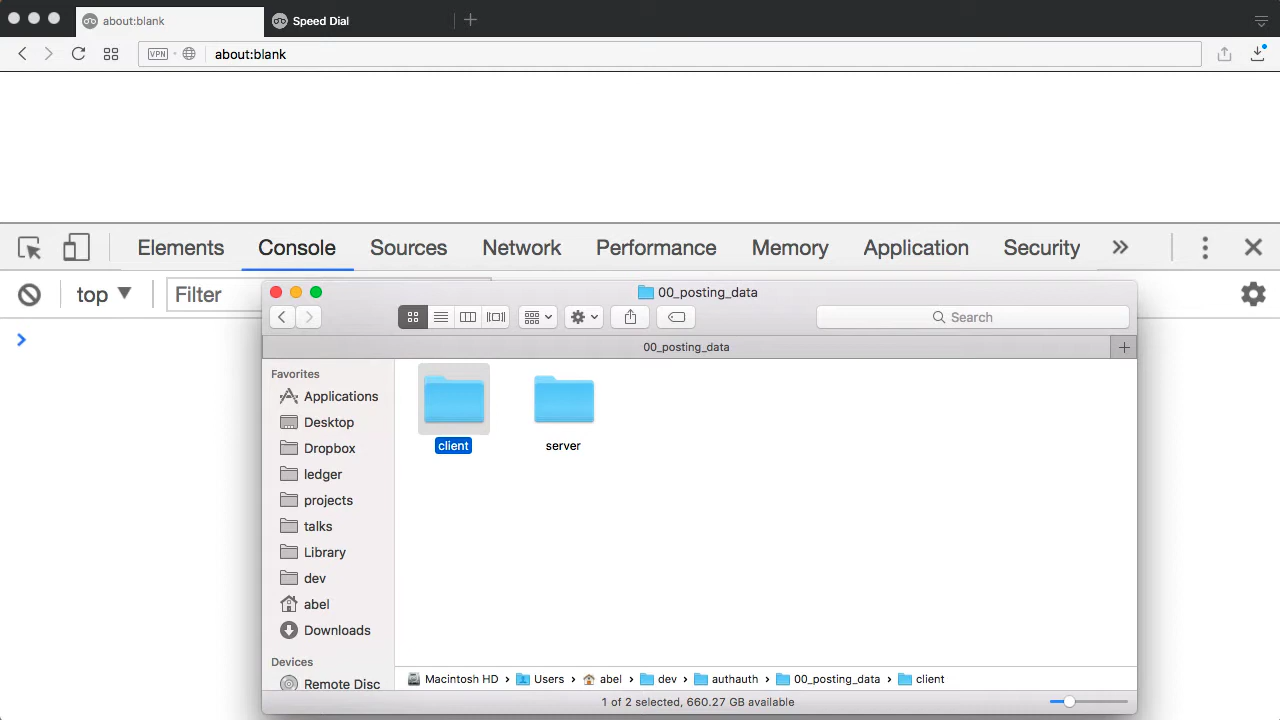 about:blank
Speed Dial
VPN
about:blank
Elements Console Sources Network Performance Memory Application Security
top
Filter
00_posting_data
Search
00_posting_data
Favorites
Applications
Desktop
Dropbox
ledger
projects
talks
Library
dev
abel
Downloads
Devices
Remote Disc
client
server
Macintosh HD › Users › abel › dev › authauth › 00_posting_data › client
1 of 2 selected, 660.27 GB available